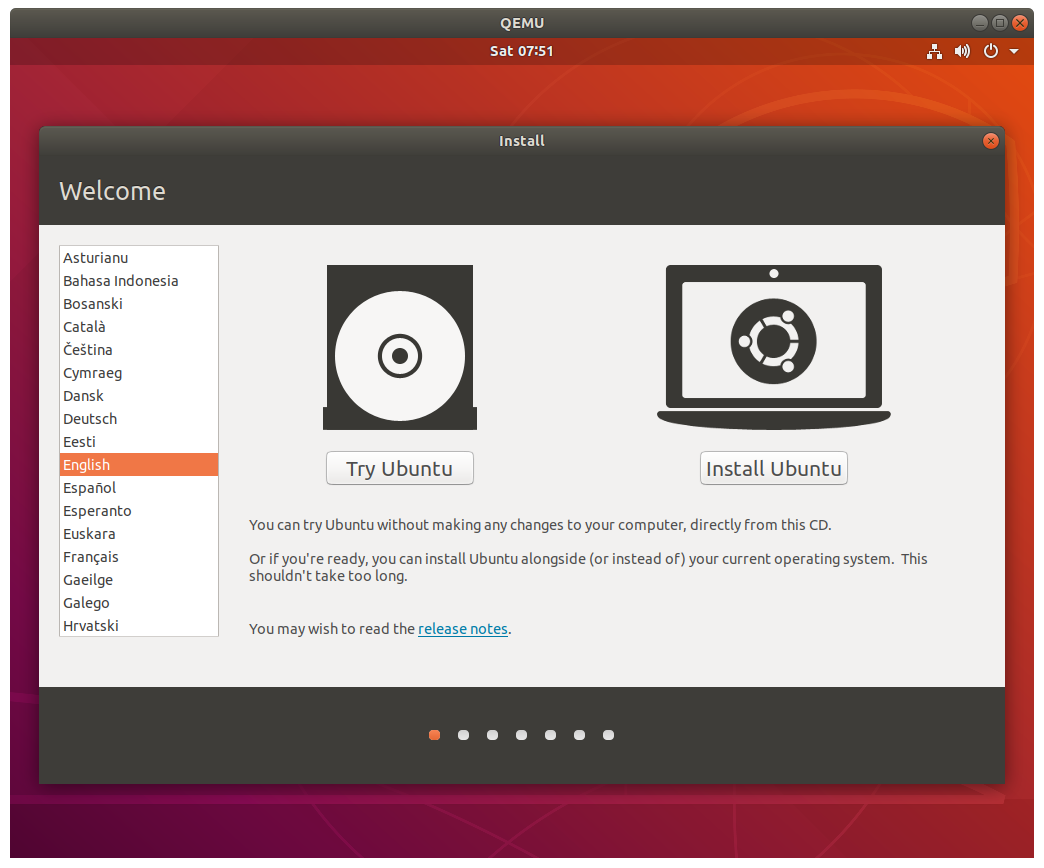 QEMU
Sat 07:51
Install
Welcome
Asturianu
Bahasa Indonesia
Bosanski
Català
Čeština
Cymraeg
Dansk
Deutsch
Eesti
English
Español
Esperanto
Euskara
Français
Gaeilge
Galego
Hrvatski
Try Ubuntu
Install Ubuntu
You can try Ubuntu without making any changes to your computer, directly from this CD.
Or if you're ready, you can install Ubuntu alongside (or instead of) your current operating system.  This
shouldn't take too long.
You may wish to read the release notes.